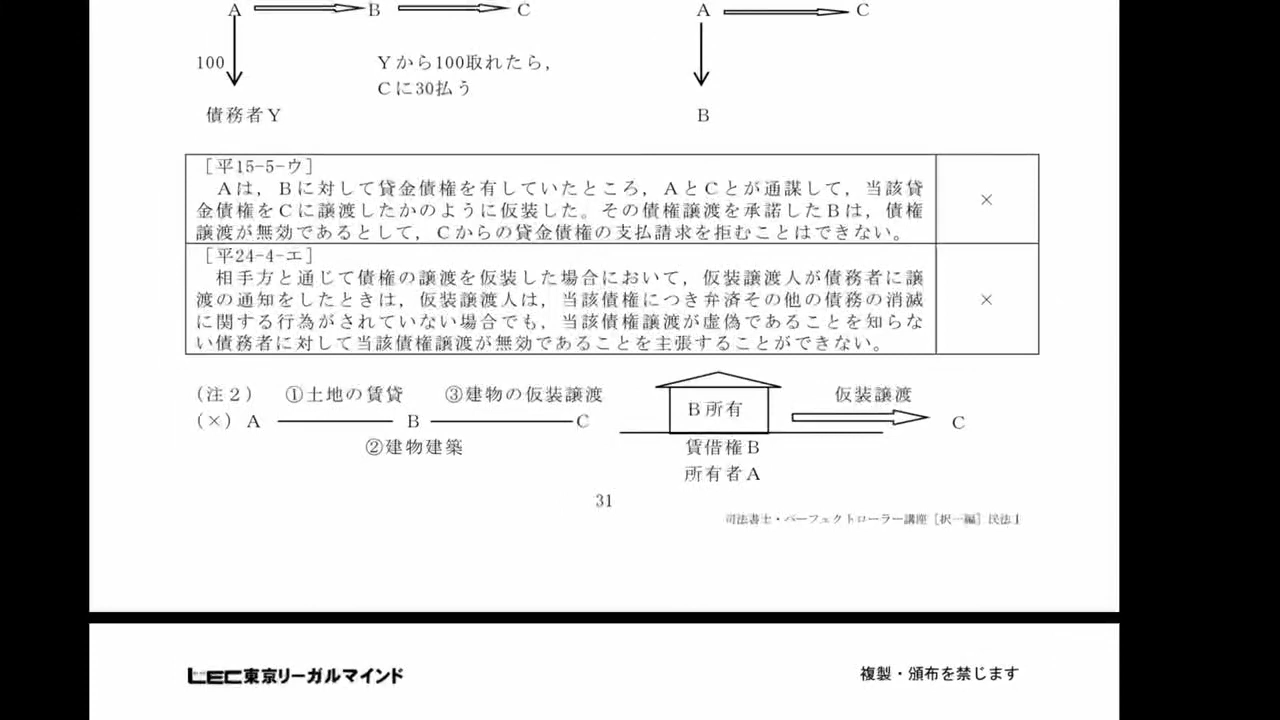 A B C A C
100 Yから100取れたら,
Cに30払う
債務者Y B
[平15-5-ウ]
Aは,Bに対して貸金債権を有していたところ,AとCとが通謀して,当該貸
金債権をCに譲渡したかのように仮装した。その債権譲渡を承諾したBは,債権
譲渡が無効であるとして,Cからの貸金債権の支払請求を拒むことはできない。
×
[平24-4-エ]
相手方と通じて債権の譲渡を仮装した場合において,仮装譲渡人が債務者に譲
渡の通知をしたときは,仮装譲渡人は,当該債権につき弁済その他の債務の消滅
に関する行為がされていない場合でも,当該債権譲渡が虚偽であることを知らな
い債務者に対して当該債権譲渡が無効であることを主張することができない。
×
(注2) ①土地の賃貸 ③建物の仮装譲渡
(×) A B C
②建物建築
B所有 仮装譲渡 C
賃借権B
所有者A
31
司法書士・パーフェクトローラー講座[択一編]民法1
LEC東京リーガルマインド 複製・頒布を禁じます